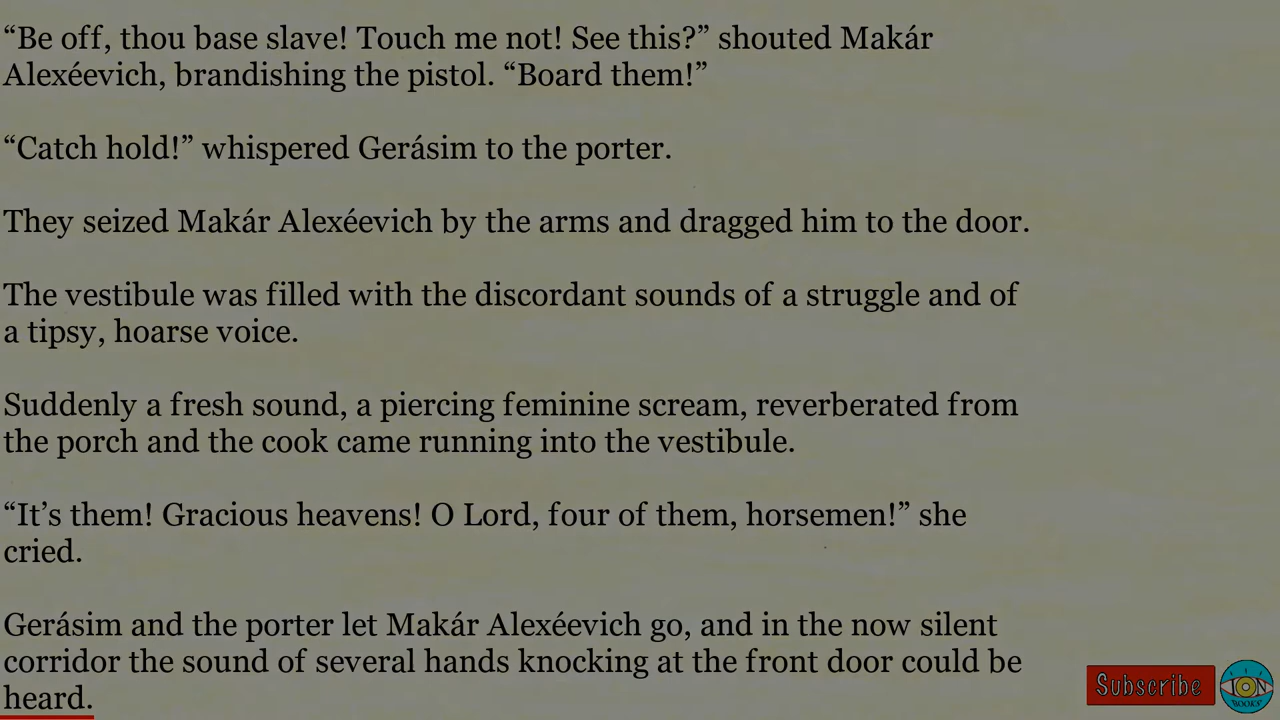 “Be off, thou base slave! Touch me not! See this?” shouted Makár
Alexéevich, brandishing the pistol. “Board them!”
“Catch hold!” whispered Gerásim to the porter.
They seized Makár Alexéevich by the arms and dragged him to the door.
The vestibule was filled with the discordant sounds of a struggle and of
a tipsy, hoarse voice.
Suddenly a fresh sound, a piercing feminine scream, reverberated from
the porch and the cook came running into the vestibule.
“It’s them! Gracious heavens! O Lord, four of them, horsemen!” she
cried.
Gerásim and the porter let Makár Alexéevich go, and in the now silent
corridor the sound of several hands knocking at the front door could be
heard.
Subscribe
ION
BOOKS